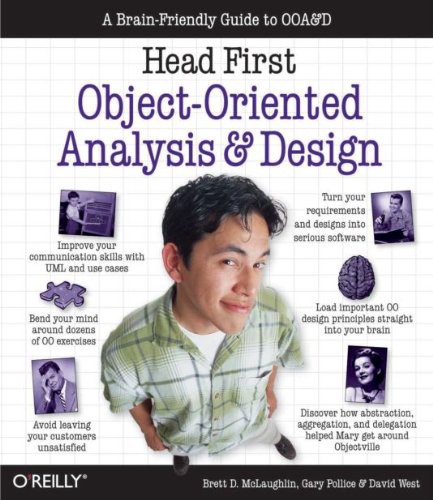 A Brain-Friendly Guide to OOA&D
Head First
Object-Oriented
Analysis & Design
Improve your
communication skills with
UML and use cases
Bend your mind
around dozens
of OO exercises
Avoid leaving
your customers
unsatisfied
Turn your
requirements
and designs into
serious software
Load important OO
design principles straight
into your brain
Discover how abstraction,
aggregation, and delegation
helped Mary get around
Objectville
O'REILLY®
Brett D. McLaughlin, Gary Pollice & David West